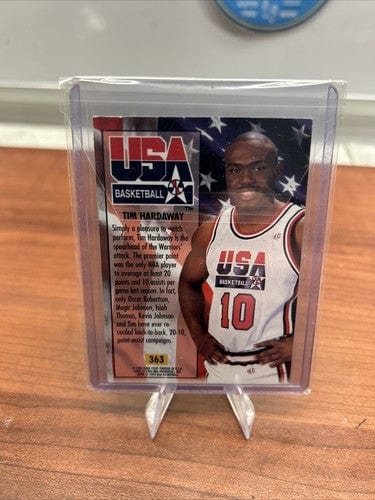 USA
BASKETBALL
TM
TIM HARDAWAY
Simply a pleasure to watch
perform, Tim Hardaway is the
spearhead of the Warriors'
attack. The premier point
was the only NBA player
to average at least 20
points and 10 assists per
game last season. In fact,
only Oscar Robertson,
Magic Johnson, Isiah
Thomas, Kevin Johnson
and Tim have ever re-
corded back-to-back, 20-10,
point-assist campaigns.
363
USA
BASKETBALL
10